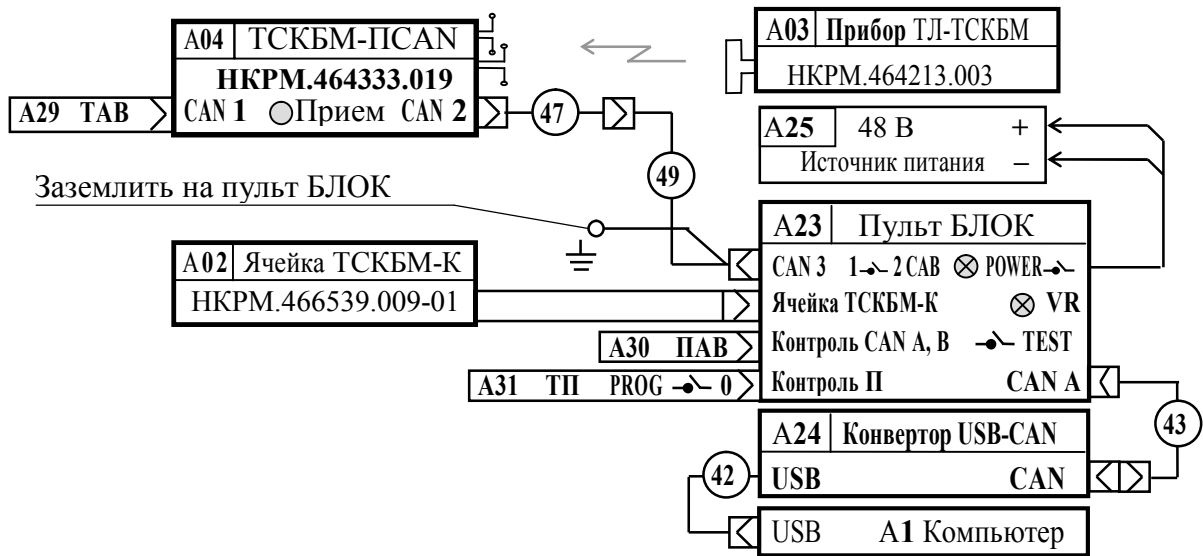 А04 ТСКБМ-ПCAN
НКРМ.464333.019
CAN 1 Прием CAN 2
А29 ТАВ
47
49
А03 Прибор ТЛ-ТСКБМ
НКРМ.464213.003
А25 48 В +
Источник питания –
Заземлить на пульт БЛОК
А02 Ячейка ТСКБМ-К
НКРМ.466539.009-01
А23 Пульт БЛОК
CAN 3 1 2 CAB POWER
Ячейка ТСКБМ-К VR
А30 ПАВ
Контроль CAN А, В TEST
А31 ТП PROG 0
Контроль П CAN А
43
А24 Конвертор USB-CAN
USB CAN
42
USB А1 Компьютер